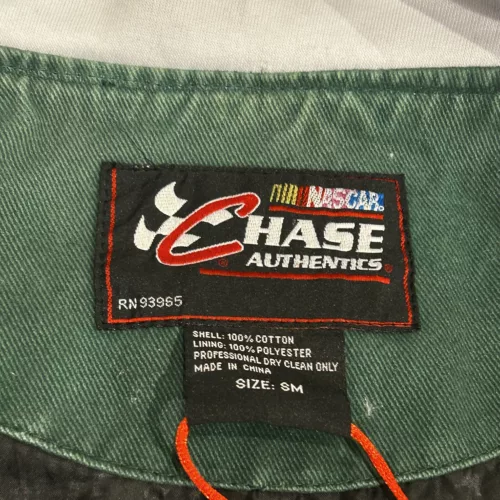 NASCAR®
CHASE
AUTHENTICS®
RN 93965
SHELL: 100% COTTON
LINING: 100% POLYESTER
PROFESSIONAL DRY CLEAN ONLY
MADE IN CHINA
SIZE: SM